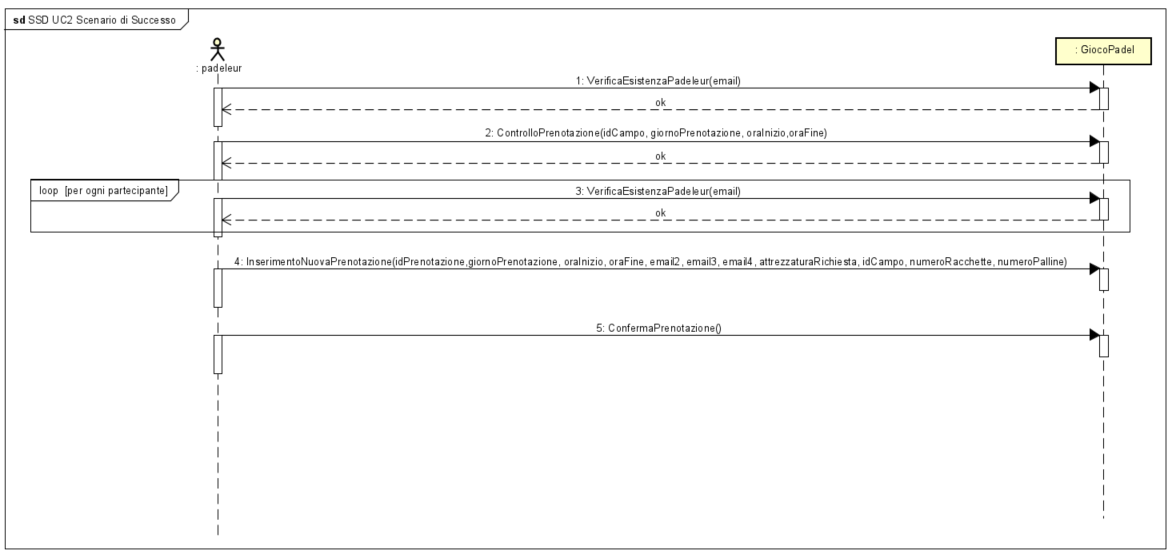 sd SSD UC2 Scenario di Successo
: padeleur
: GiocoPadel
1: VerificaEsistenzaPadeleur(email)
ok
2: ControlloPrenotazione(idCampo, giornoPrenotazione, oraInizio,oraFine)
ok
loop [per ogni partecipante]
3: VerificaEsistenzaPadeleur(email)
ok
4: InserimentoNuovaPrenotazione(idPrenotazione,giornoPrenotazione, oraInizio, oraFine, email2, email3, email4, attrezzaturaRichiesta, idCampo, numeroRacchette, numeroPalline)
5: ConfermaPrenotazione()